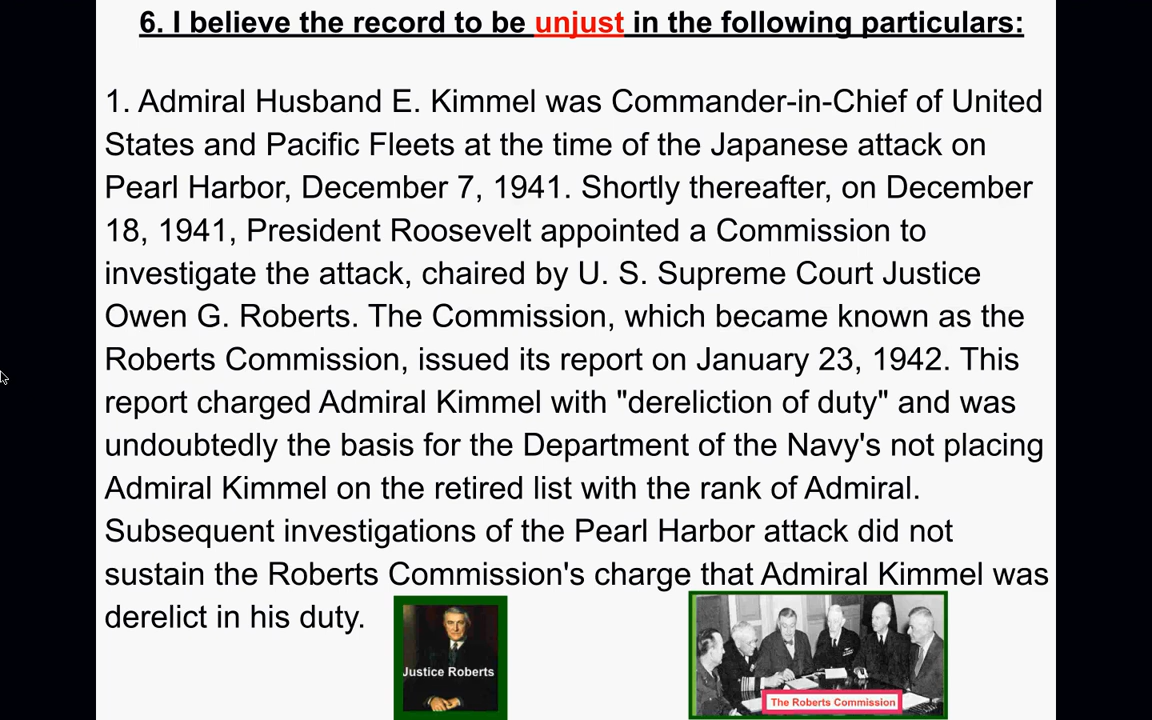 6. I believe the record to be unjust in the following particulars:
1. Admiral Husband E. Kimmel was Commander-in-Chief of United
States and Pacific Fleets at the time of the Japanese attack on
Pearl Harbor, December 7, 1941. Shortly thereafter, on December
18, 1941, President Roosevelt appointed a Commission to
investigate the attack, chaired by U. S. Supreme Court Justice
Owen G. Roberts. The Commission, which became known as the
Roberts Commission, issued its report on January 23, 1942. This
report charged Admiral Kimmel with "dereliction of duty" and was
undoubtedly the basis for the Department of the Navy's not placing
Admiral Kimmel on the retired list with the rank of Admiral.
Subsequent investigations of the Pearl Harbor attack did not
sustain the Roberts Commission's charge that Admiral Kimmel was
derelict in his duty.
Justice Roberts
The Roberts Commission